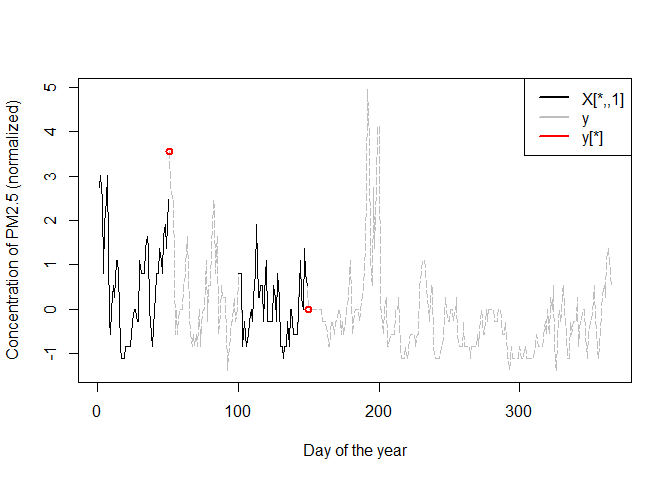 X[*,,1]
y
y[*]
Concentration of PM2.5 (normalized)
5
4
3
2
1
0
-1
0 100 200 300
Day of the year